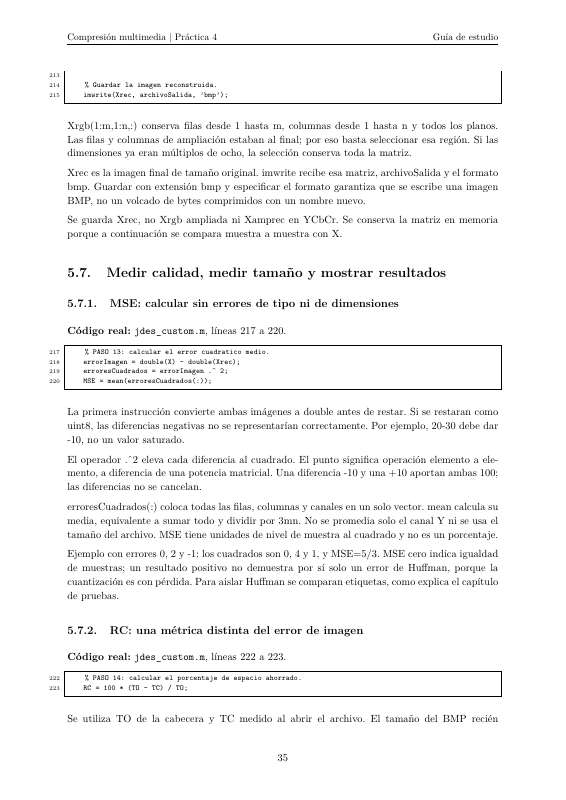 Compresión multimedia | Práctica 4 Guía de estudio
213
214 % Guardar la imagen reconstruida.
215 imwrite(Xrec, archivoSalida, 'bmp');
Xrgb(1:m,1:n,:) conserva filas desde 1 hasta m, columnas desde 1 hasta n y todos los planos.
Las filas y columnas de ampliación estaban al final; por eso basta seleccionar esa región. Si las
dimensiones ya eran múltiplos de ocho, la selección conserva toda la matriz.
Xrec es la imagen final de tamaño original. imwrite recibe esa matriz, archivoSalida y el formato
bmp. Guardar con extensión bmp y especificar el formato garantiza que se escribe una imagen
BMP, no un volcado de bytes comprimidos con un nombre nuevo.
Se guarda Xrec, no Xrgb ampliada ni Xamprec en YCbCr. Se conserva la matriz en memoria
porque a continuación se compara muestra a muestra con X.
5.7. Medir calidad, medir tamaño y mostrar resultados
5.7.1. MSE: calcular sin errores de tipo ni de dimensiones
Código real: jdes_custom.m, líneas 217 a 220.
217 % PASO 13: calcular el error cuadratico medio.
218 errorImagen = double(X) - double(Xrec);
219 erroresCuadrados = errorImagen .^ 2;
220 MSE = mean(erroresCuadrados(:));
La primera instrucción convierte ambas imágenes a double antes de restar. Si se restaran como
uint8, las diferencias negativas no se representarían correctamente. Por ejemplo, 20-30 debe dar
-10, no un valor saturado.
El operador .^2 eleva cada diferencia al cuadrado. El punto significa operación elemento a ele-
mento, a diferencia de una potencia matricial. Una diferencia -10 y una +10 aportan ambas 100;
las diferencias no se cancelan.
erroresCuadrados(:) coloca todas las filas, columnas y canales en un solo vector. mean calcula su
media, equivalente a sumar todo y dividir por 3mn. No se promedia solo el canal Y ni se usa el
tamaño del archivo. MSE tiene unidades de nivel de muestra al cuadrado y no es un porcentaje.
Ejemplo con errores 0, 2 y -1: los cuadrados son 0, 4 y 1, y MSE=5/3. MSE cero indica igualdad
de muestras; un resultado positivo no demuestra por sí solo un error de Huffman, porque la
cuantización es con pérdida. Para aislar Huffman se comparan etiquetas, como explica el capítulo
de pruebas.
5.7.2. RC: una métrica distinta del error de imagen
Código real: jdes_custom.m, líneas 222 a 223.
222 % PASO 14: calcular el porcentaje de espacio ahorrado.
223 RC = 100 * (TO - TC) / TO;
Se utiliza TO de la cabecera y TC medido al abrir el archivo. El tamaño del BMP recién
35